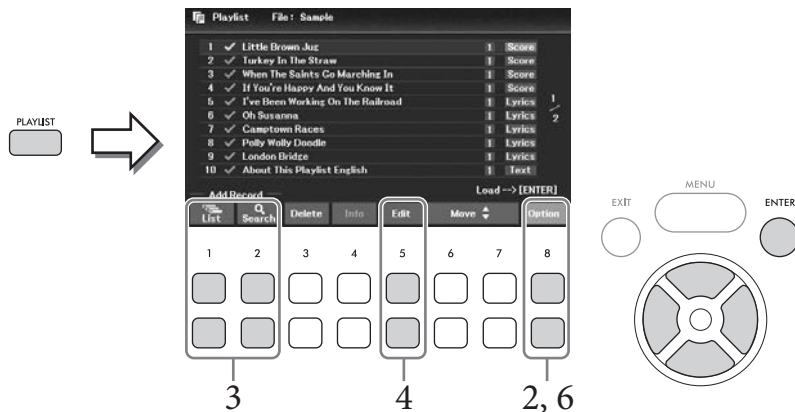 Playlist File: Sample
1 Little Brown Jug 1 Score
2 Turkey In The Straw 1 Score
3 When The Saints Go Marching In 1 Score
4 If You're Happy And You Know It 1 Score
5 I've Been Working On The Railroad 1 Lyrics
6 Oh Susanna 1 Lyrics
7 Camptown Races 1 Lyrics
8 Polly Wolly Doodle 1 Lyrics
9 London Bridge 1 Lyrics
10 About This Playlist English 1 Text
1/2
PLAYLIST
Load-->[ENTER]
Add Record
List Search Delete Info Edit Move Option
MENU
EXIT ENTER
1 2 3 4 5 6 7 8
3 4 2, 6